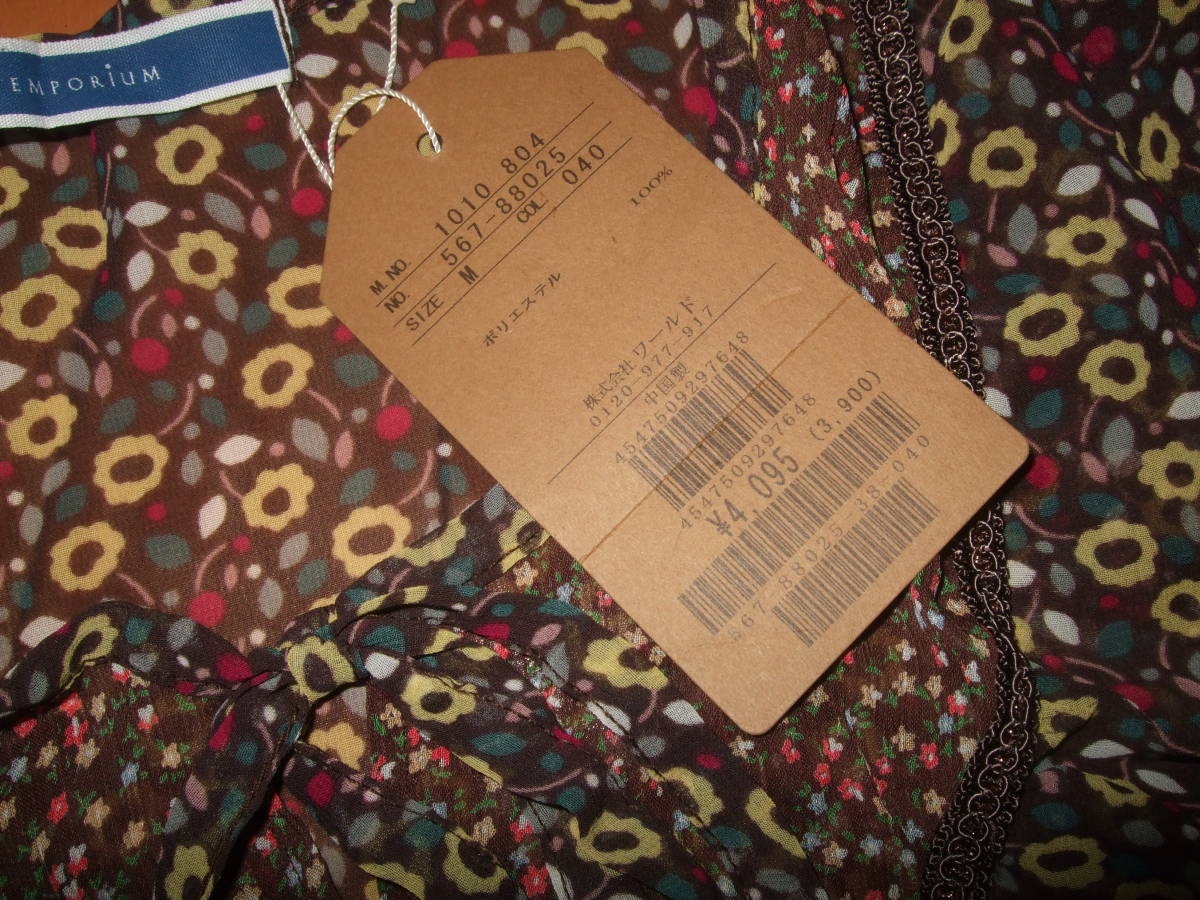 EMPORIUM
M. NO. 1010 804
NO. 567-88025
SIZE M COL. 040
ポリエステル 100%
株式会社 ワールド
0120-977-917
中国製
4547509297648
4547509297648
¥4,095 (3,900)
567-88025-38-040